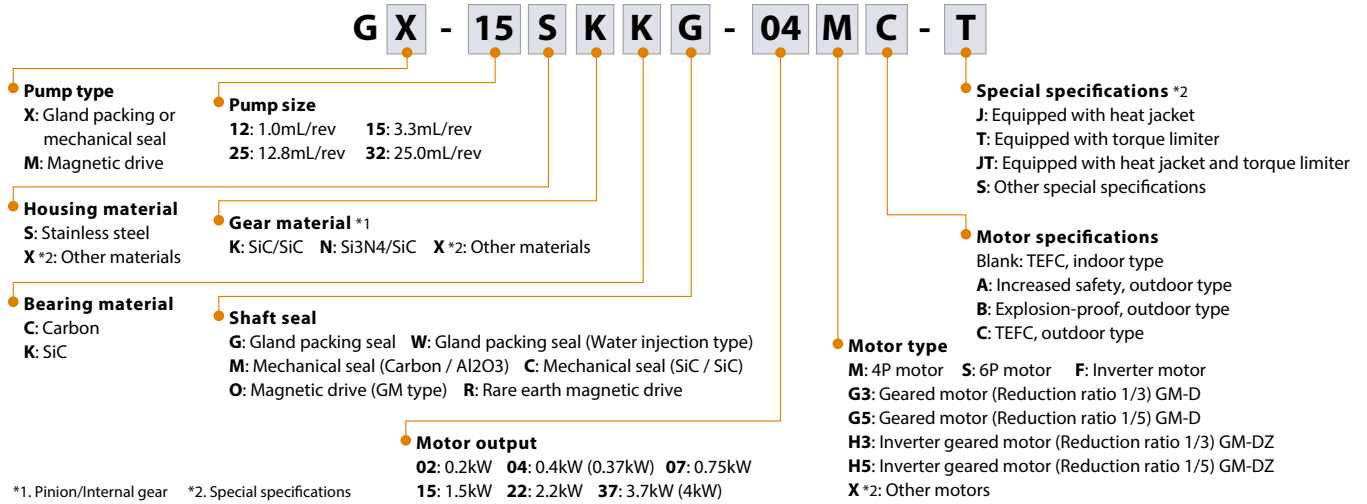 G X - 15 S K K G - 04 M C - T
Pump type
X: Gland packing or
mechanical seal
M: Magnetic drive
Pump size
12: 1.0mL/rev 15: 3.3mL/rev
25: 12.8mL/rev 32: 25.0mL/rev
Housing material
S: Stainless steel
X *2: Other materials
Gear material *1
K: SiC/SiC N: Si3N4/SiC X *2: Other materials
Bearing material
C: Carbon
K: SiC
Shaft seal
G: Gland packing seal W: Gland packing seal (Water injection type)
M: Mechanical seal (Carbon / Al2O3) C: Mechanical seal (SiC / SiC)
O: Magnetic drive (GM type) R: Rare earth magnetic drive
Motor output
02: 0.2kW 04: 0.4kW (0.37kW) 07: 0.75kW
15: 1.5kW 22: 2.2kW 37: 3.7kW (4kW)
Motor type
M: 4P motor S: 6P motor F: Inverter motor
G3: Geared motor (Reduction ratio 1/3) GM-D
G5: Geared motor (Reduction ratio 1/5) GM-D
H3: Inverter geared motor (Reduction ratio 1/3) GM-DZ
H5: Inverter geared motor (Reduction ratio 1/5) GM-DZ
X *2: Other motors
Motor specifications
Blank: TEFC, indoor type
A: Increased safety, outdoor type
B: Explosion-proof, outdoor type
C: TEFC, outdoor type
Special specifications *2
J: Equipped with heat jacket
T: Equipped with torque limiter
JT: Equipped with heat jacket and torque limiter
S: Other special specifications
*1. Pinion/Internal gear *2. Special specifications